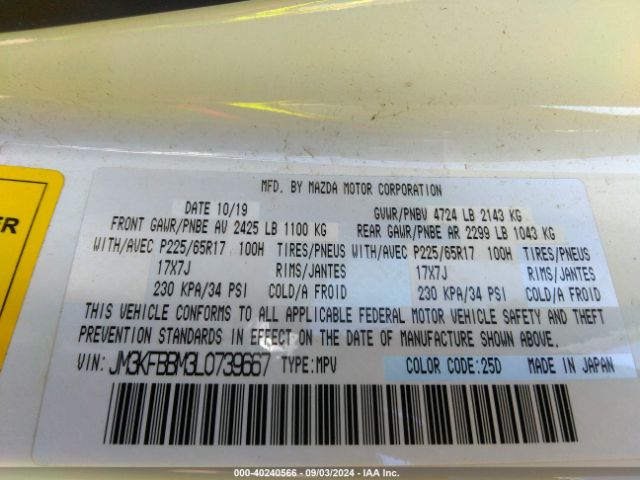 MFD. BY MAZDA MOTOR CORPORATION
DATE 10/19 GVWR/PNBV 4724 LB 2143 KG
FRONT GAWR/PNBE AV 2425 LB 1100 KG REAR GAWR/PNBE AR 2299 LB 1043 KG
WITH/AVEC P225/65R17 100H TIRES/PNEUS WITH/AVEC P225/65R17 100H TIRES/PNEUS
17X7J RIMS/JANTES 17X7J RIMS/JANTES
230 KPA/34 PSI COLD/A FROID 230 KPA/34 PSI COLD/A FROID
THIS VEHICLE CONFORMS TO ALL APPLICABLE FEDERAL MOTOR VEHICLE SAFETY AND THEFT
PREVENTION STANDARDS IN EFFECT ON THE DATE OF MANUFACTURE SHOWN ABOVE.
VIN: JM3KFBBM3L0739667 TYPE:MPV COLOR CODE:25D MADE IN JAPAN
000-40240566 - 09/03/2024 - IAA Inc.